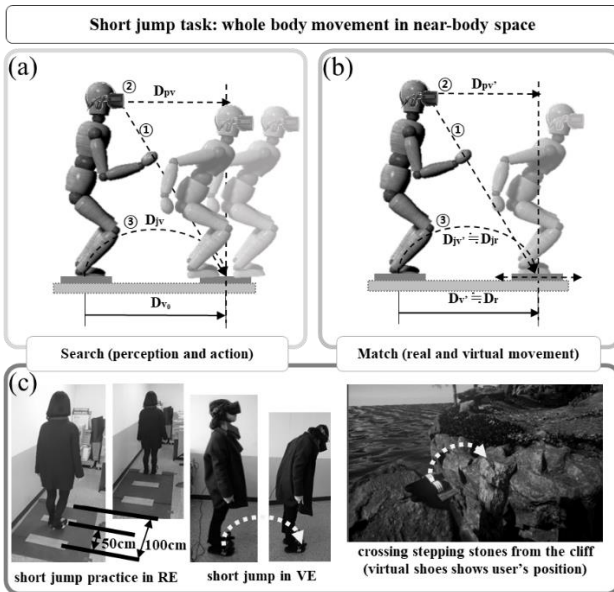 Short jump task: whole body movement in near-body space
(a)
②
Dpv
①
③
Djv
Dv₀
Search (perception and action)
(b)
②
Dpv'
①
③
Djv' ≒ Djr
Dv' ≒ Dr
Match (real and virtual movement)
(c)
50cm
100cm
short jump practice in RE
short jump in VE
crossing stepping stones from the cliff
(virtual shoes shows user's position)